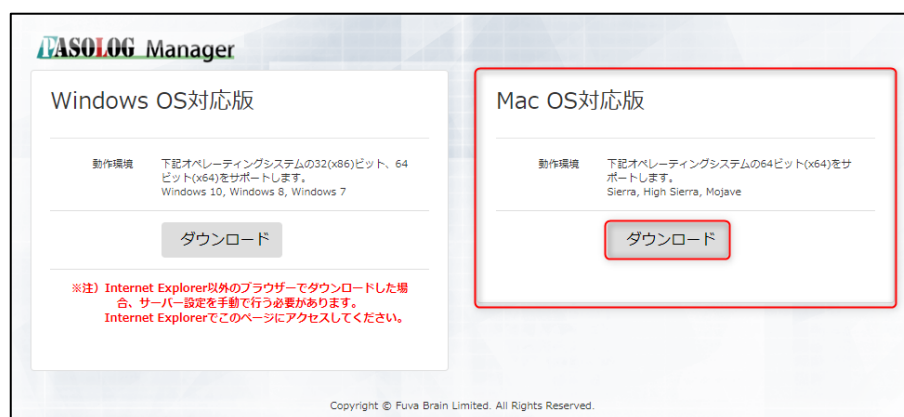 PASOLOG Manager
Windows OS対応版
動作環境
下記オペレーティングシステムの32(x86)ビット、64
ビット(x64)をサポートします。
Windows 10, Windows 8, Windows 7
ダウンロード
※注）Internet Explorer以外のブラウザーでダウンロードした場
合、サーバー設定を手動で行う必要があります。
Internet Explorerでこのページにアクセスしてください。
Mac OS対応版
動作環境
下記オペレーティングシステムの64ビット(x64)をサ
ポートします。
Sierra, High Sierra, Mojave
ダウンロード
Copyright © Fuva Brain Limited. All Rights Reserved.